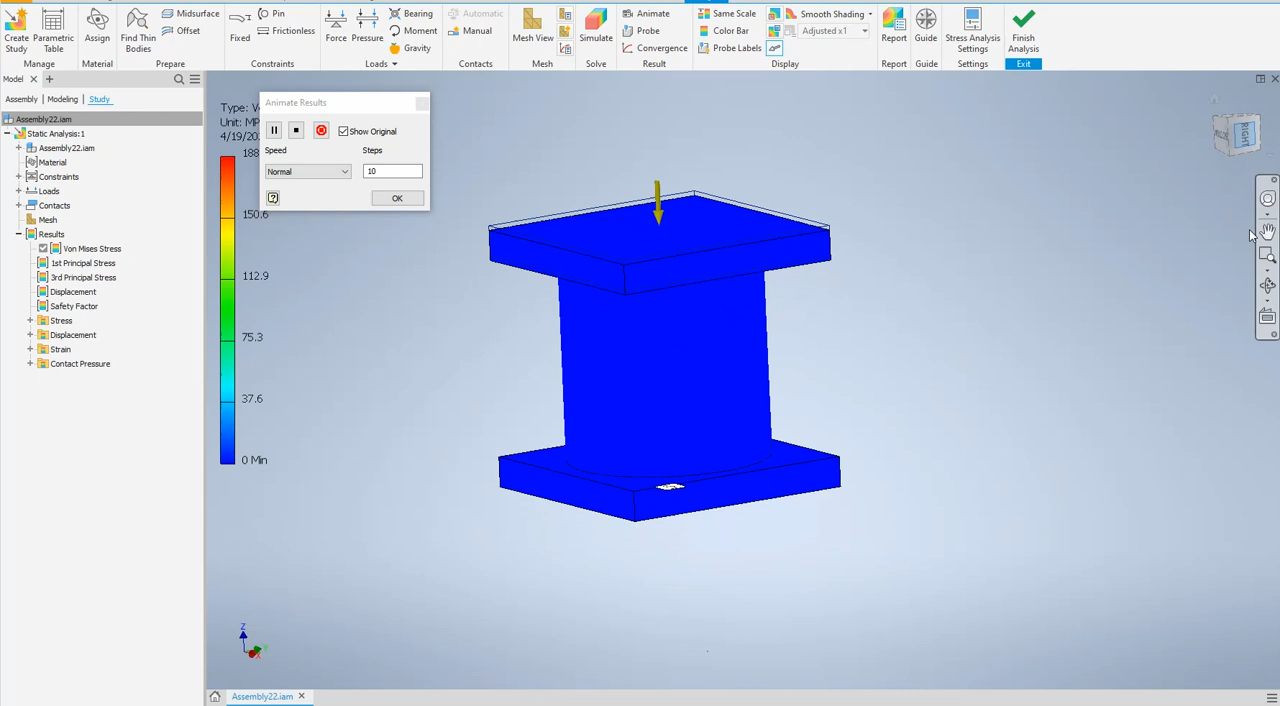 Create Study
Parametric Table
Manage
Assign
Material
Find Thin Bodies
Midsurface
Offset
Prepare
Fixed
Pin
Frictionless
Constraints
Force
Pressure
Bearing
Moment
Gravity
Loads
Automatic
Manual
Contacts
Mesh View
Mesh
Simulate
Solve
Animate
Probe
Convergence
Result
Same Scale
Color Bar
Probe Labels
Smooth Shading
Adjusted x1
Display
Report
Report
Guide
Guide
Stress Analysis Settings
Settings
Finish Analysis
Exit
Model
Assembly Modeling Study
Assembly22.iam
Static Analysis:1
Assembly22.iam
Material
Constraints
Loads
Contacts
Mesh
Results
Von Mises Stress
1st Principal Stress
3rd Principal Stress
Displacement
Safety Factor
Stress
Displacement
Strain
Contact Pressure
Type: V
Unit: MP
4/19/20
188
150.6
112.9
75.3
37.6
0 Min
Animate Results
Show Original
Speed Steps
Normal 10
OK
RIGHT
Z
Y
X
Assembly22.iam